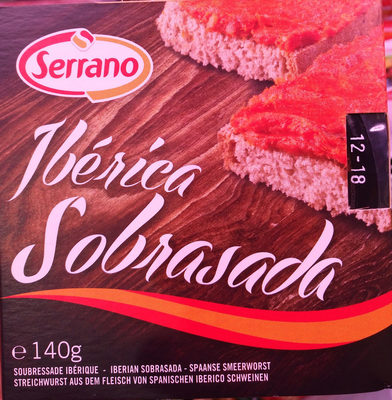 Serrano
Ibérica
12-18
Sobrasada
℮ 140g
SOUBRESSADE IBÉRIQUE - IBERIAN SOBRASADA - SPAANSE SMEERWORST
STREICHWURST AUS DEM FLEISCH VON SPANISCHEN IBERICO SCHWEINEN